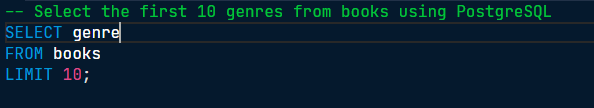 -- Select the first 10 genres from books using PostgreSQL
SELECT genre
FROM books
LIMIT 10;